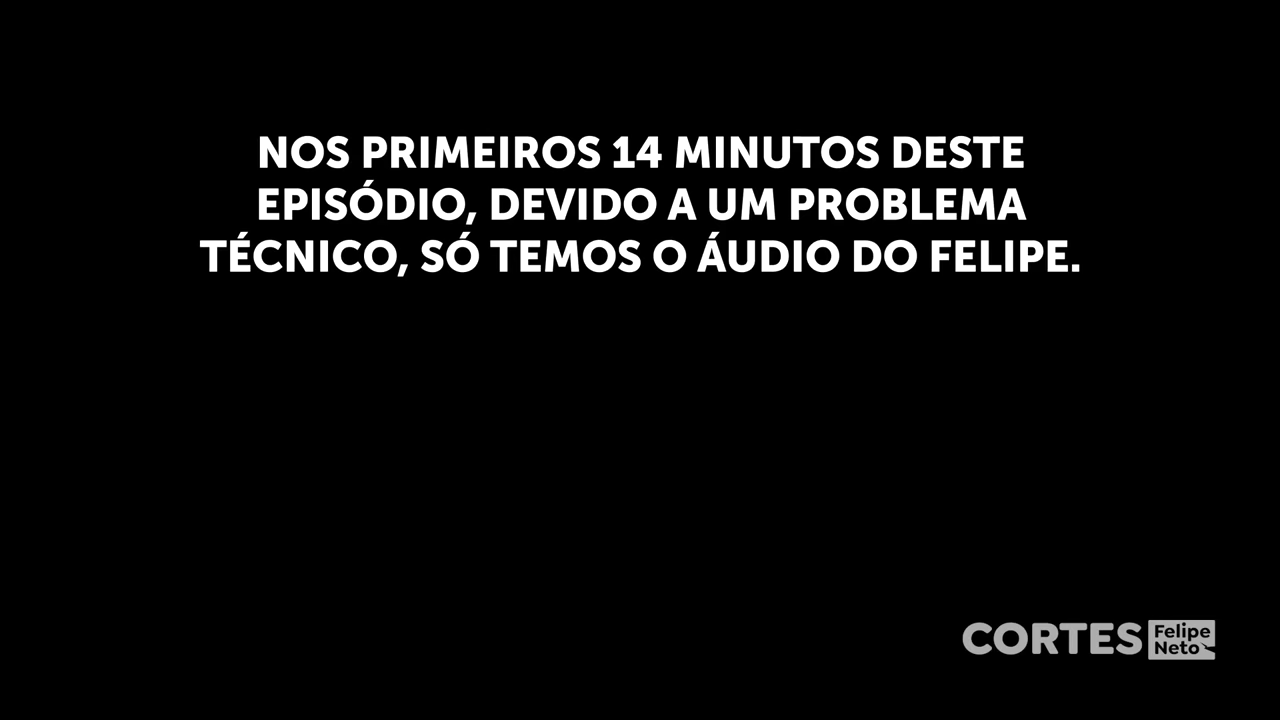 NOS PRIMEIROS 14 MINUTOS DESTE
EPISÓDIO, DEVIDO A UM PROBLEMA
TÉCNICO, SÓ TEMOS O ÁUDIO DO FELIPE.
CORTES Felipe
Neto